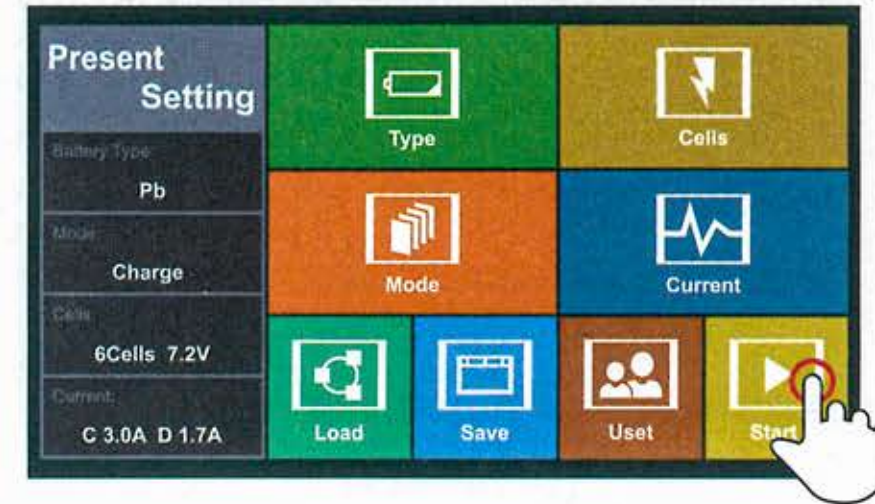 Present
Setting
Battery Type
Pb
Mode:
Charge
Cells:
6Cells 7.2V
Current:
C 3.0A D 1.7A
Type
Cells
Mode
Current
Load
Save
Uset
Start